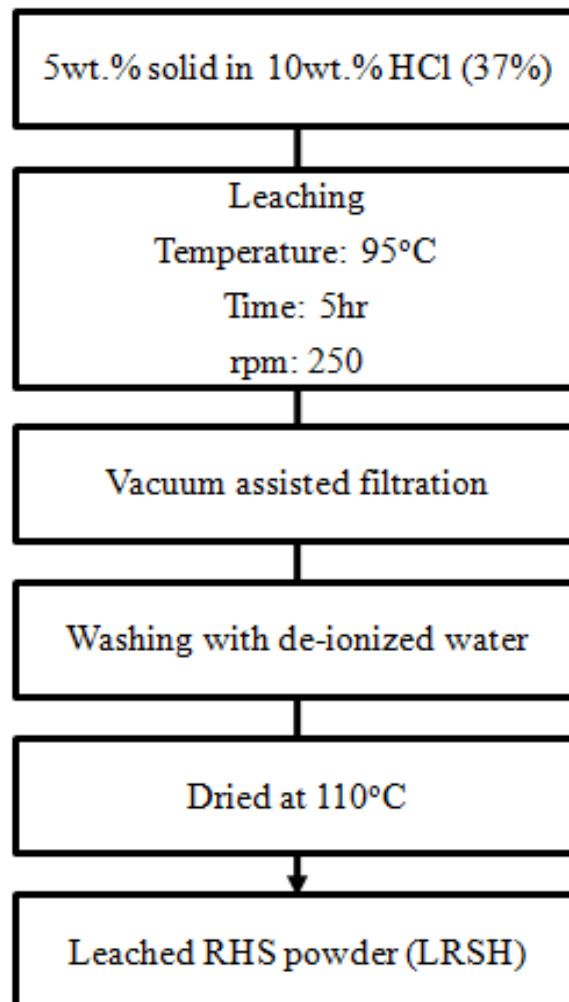 5wt.% solid in 10wt.% HCl (37%)
Leaching
Temperature: 95°C
Time: 5hr
rpm: 250
Vacuum assisted filtration
Washing with de-ionized water
Dried at 110°C
Leached RHS powder (LRSH)